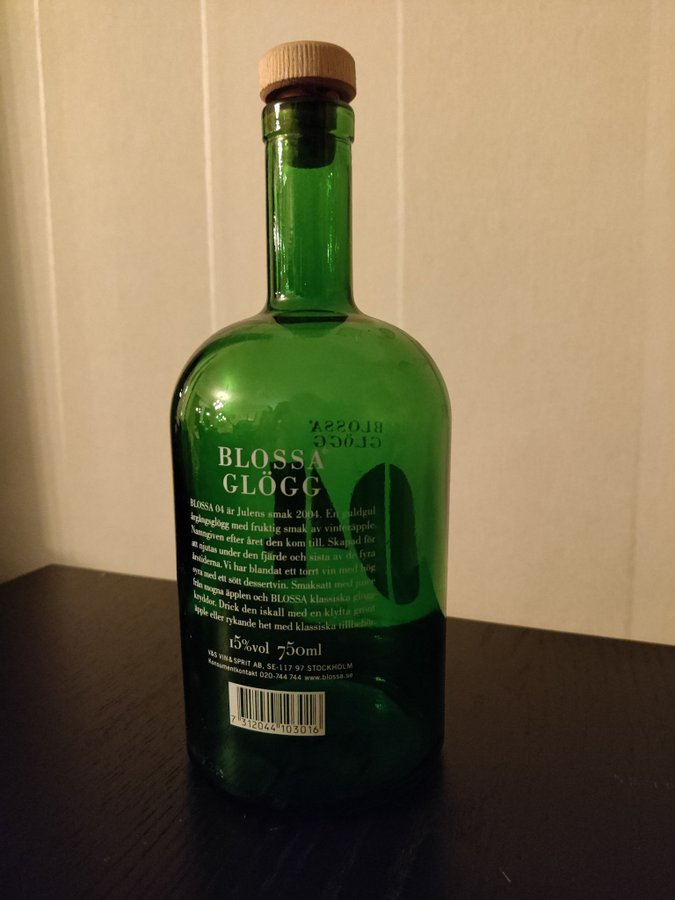 BLOSSA
GLÖGG
BLOSSA
GLÖGG
04
BLOSSA 04 är Julens smak 2004. En guldgul
årgångsglögg med fruktig smak av vinteräpple.
Namngiven efter året den kom till. Skapad för
att njutas under den fjärde och sista av de fyra
årstiderna. Vi har blandat ett torrt vin med hög
syra med ett sött dessertvin. Smaksatt med juice
från mogna äpplen och BLOSSA klassiska glögg-
kryddor. Drick den iskall med en klyfta grönt
äpple eller rykande het med klassiska tillbehör.
15%vol 750ml
V&S VIN & SPRIT AB, SE-117 97 STOCKHOLM
Konsumentkontakt 020-744 744 www.blossa.se
7 312044 103016